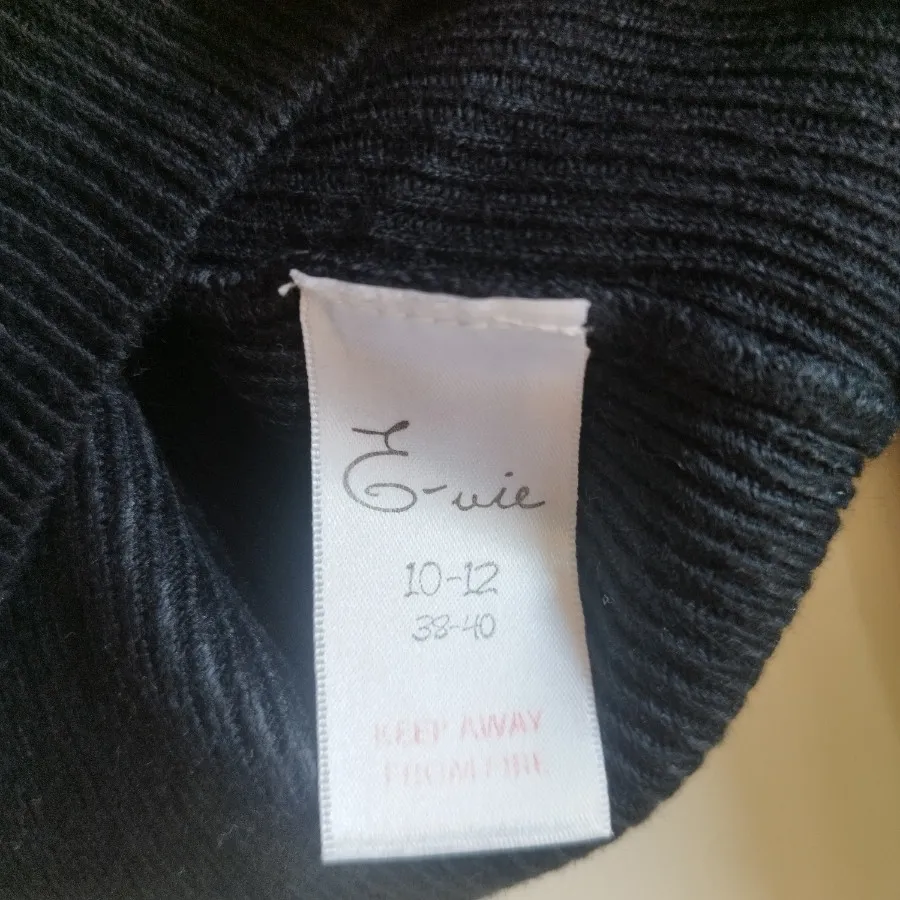 E-vie
10-12
38-40
KEEP AWAY
FROM FIRE